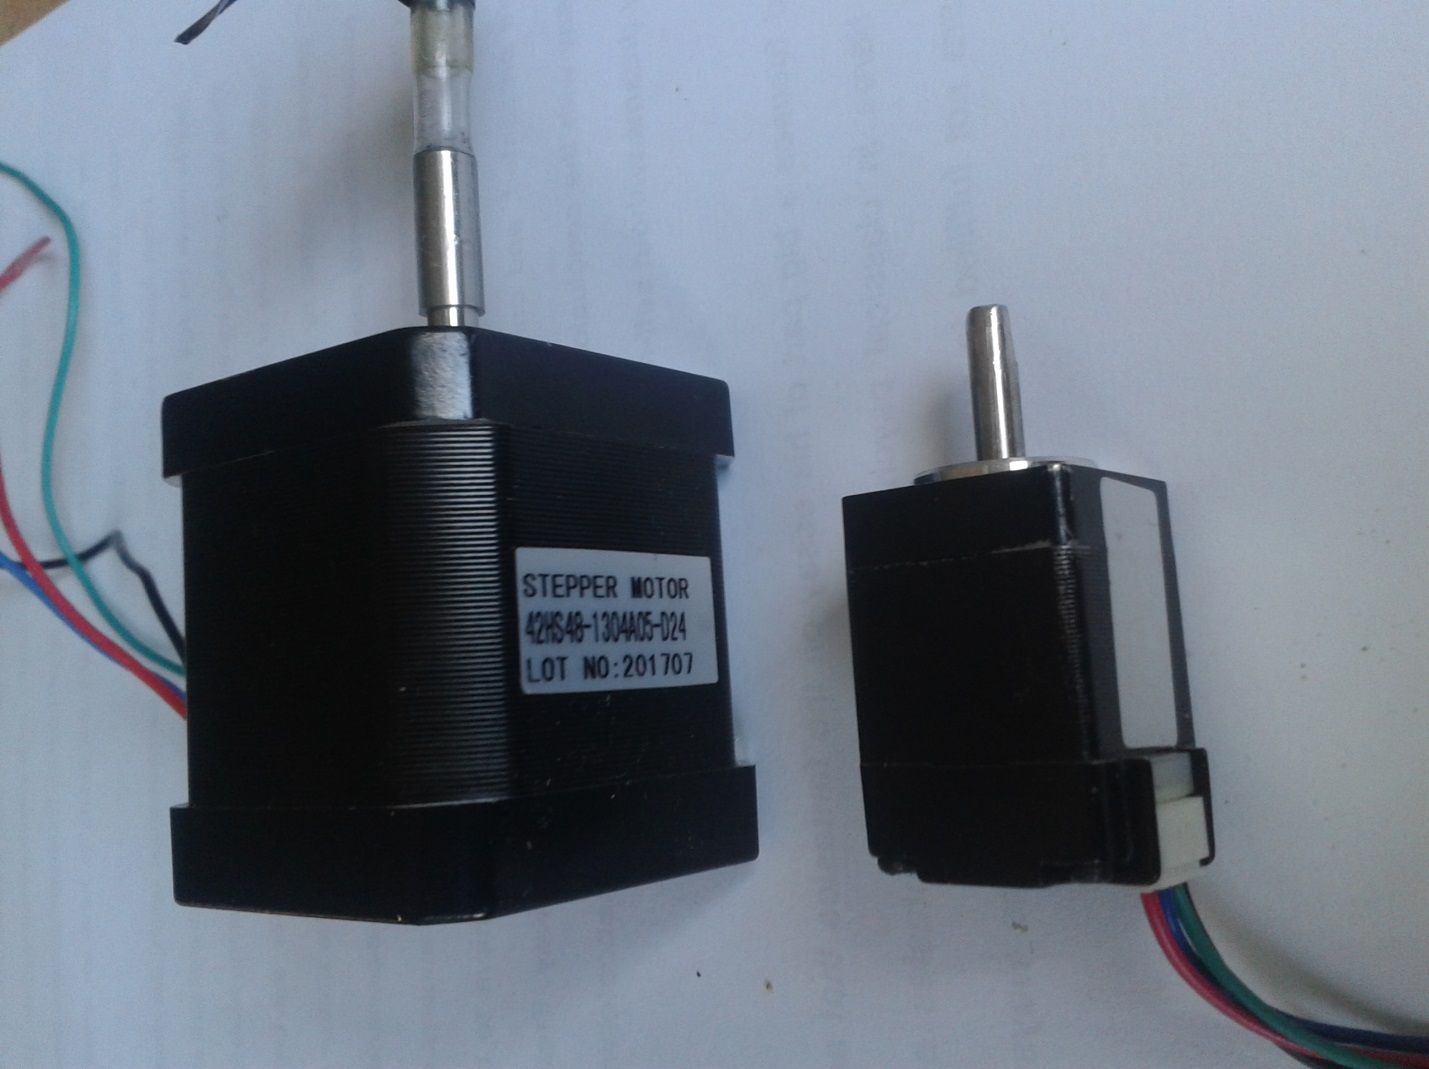 STEPPER MOTOR
42HS48-1304A05-D24
LOT NO:201707